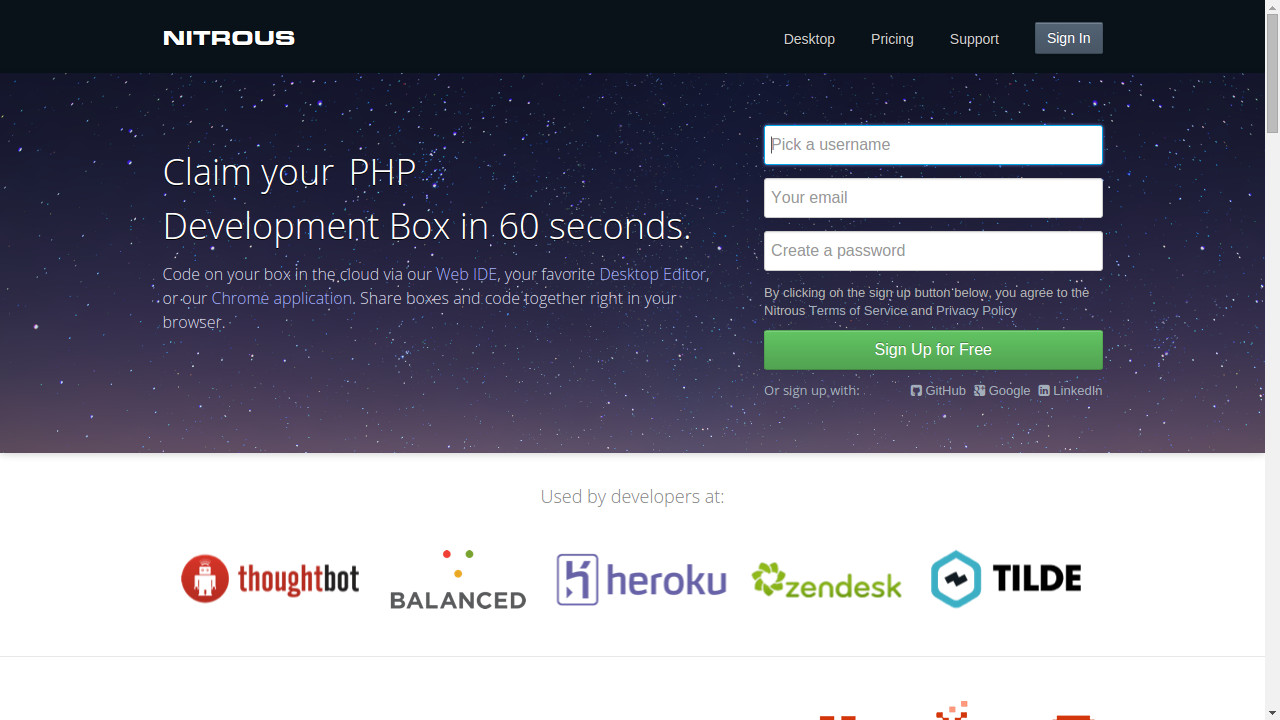 NITROUS
Desktop
Pricing
Support
Sign In
Claim your PHP
Development Box in 60 seconds.
Code on your box in the cloud via our Web IDE, your favorite Desktop Editor,
or our Chrome application. Share boxes and code together right in your
browser.
Pick a username
Your email
Create a password
By clicking on the sign up button below, you agree to the
Nitrous Terms of Service and Privacy Policy
Sign Up for Free
Or sign up with: GitHub Google LinkedIn
Used by developers at:
thoughtbot
BALANCED
heroku
zendesk
TILDE